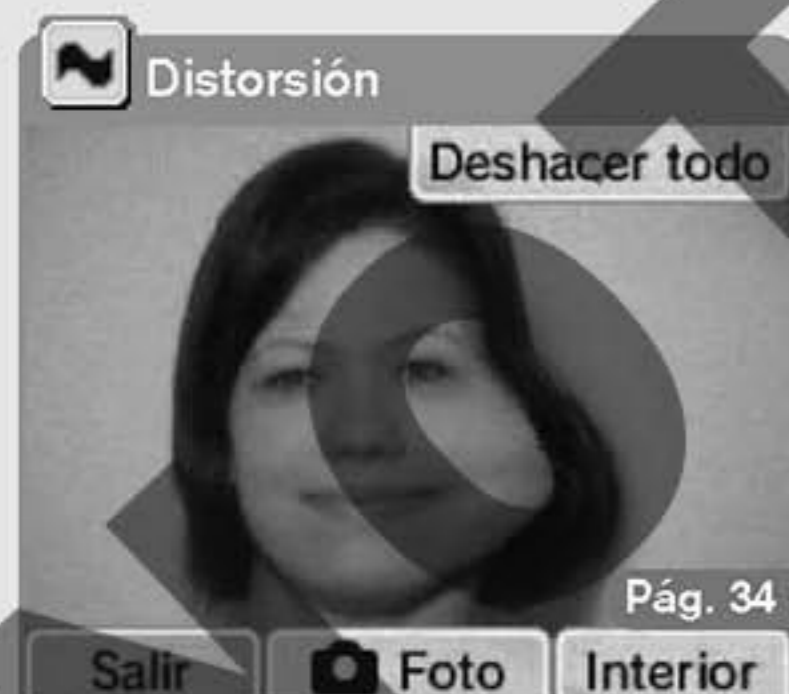 Distorsión
Deshacer todo
Pág. 34
Salir
Foto
Interior